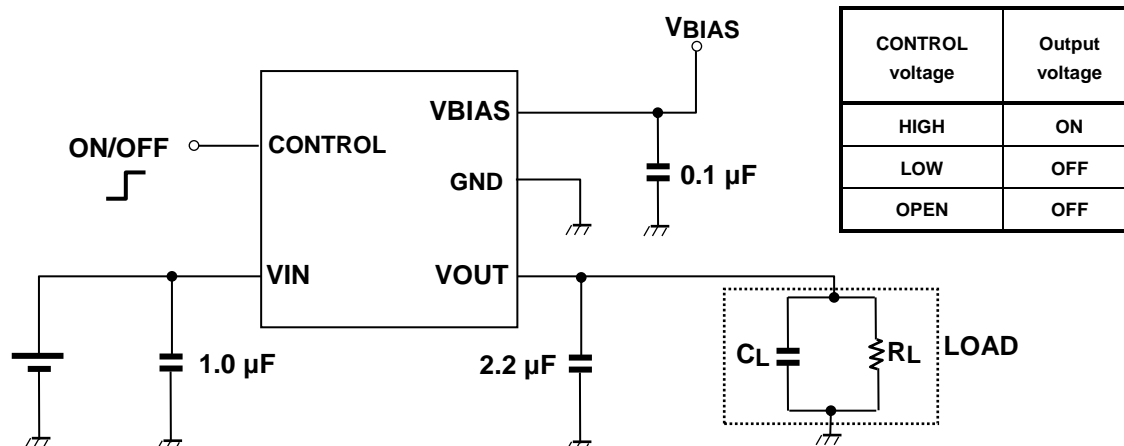 VBIAS
CONTROL voltage
Output voltage
HIGH
ON
LOW
OFF
OPEN
OFF
ON/OFF
CONTROL
VBIAS
GND
0.1 µF
VIN
VOUT
1.0 µF
2.2 µF
CL
RL
LOAD